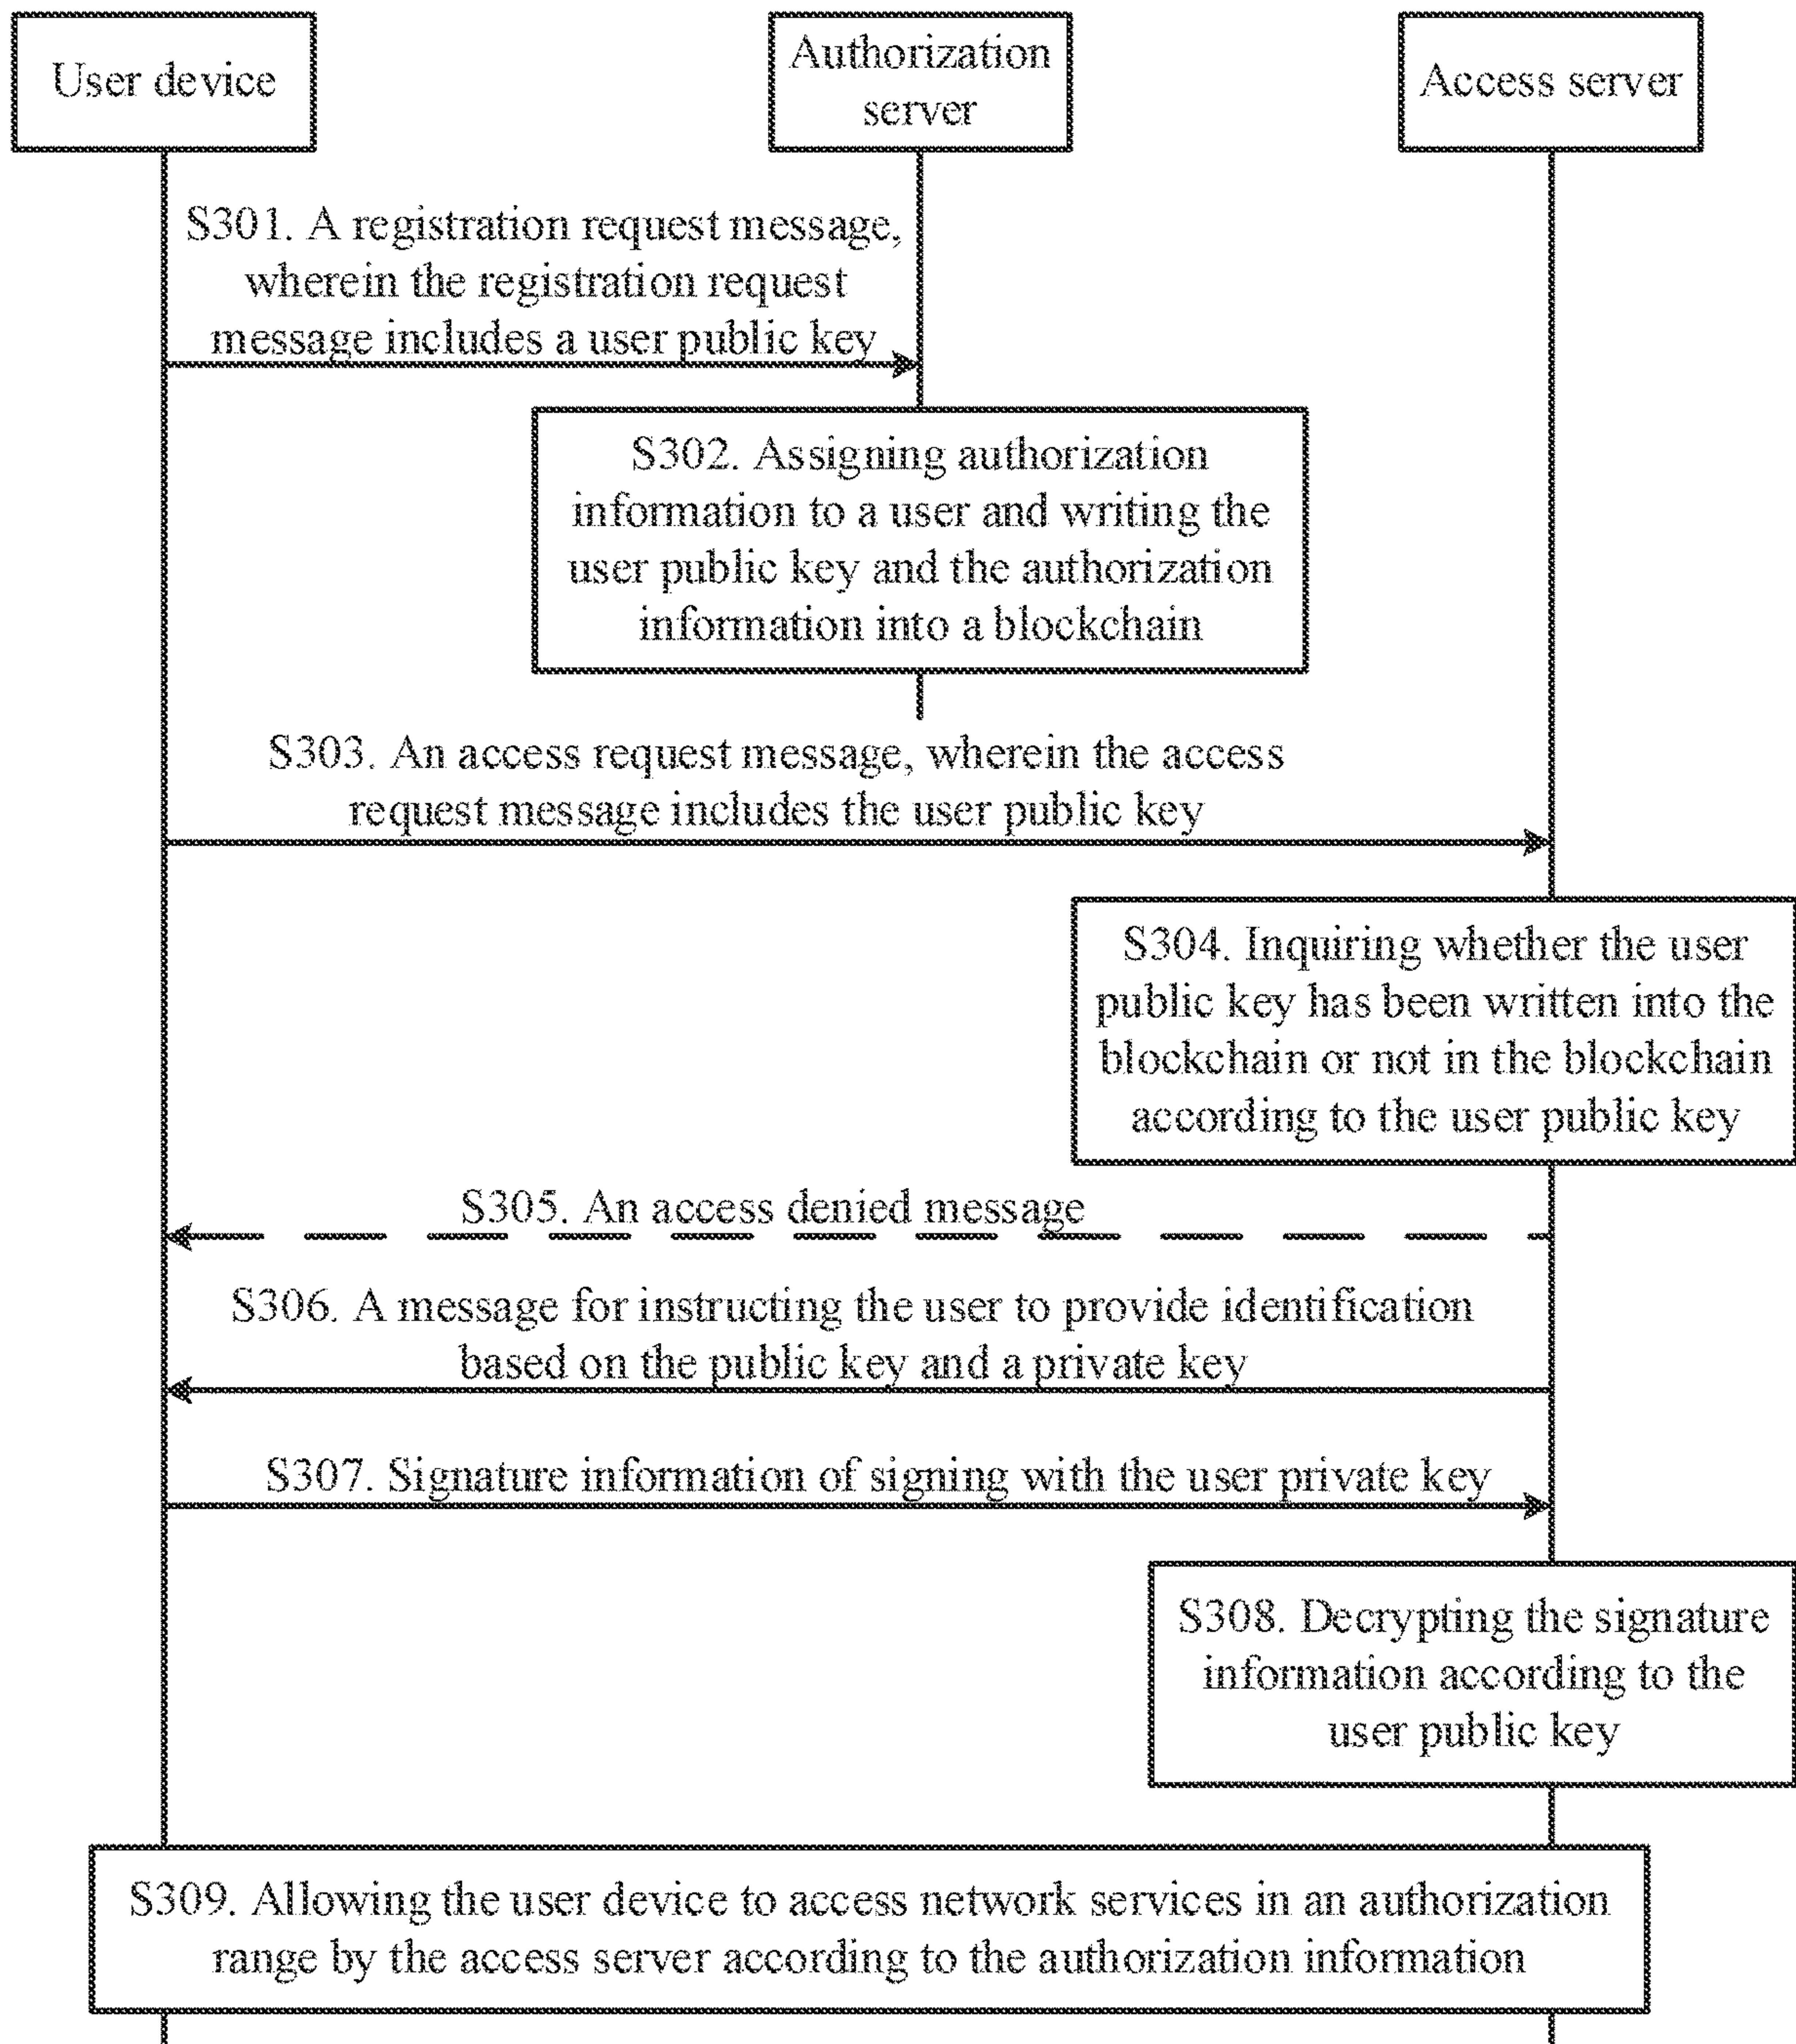 User device
Authorization
server
Access server
S301. A registration request message,
wherein the registration request
message includes a user public key
S302. Assigning authorization
information to a user and writing the
user public key and the authorization
information into a blockchain
S303. An access request message, wherein the access
request message includes the user public key
S304. Inquiring whether the user
public key has been written into the
blockchain or not in the blockchain
according to the user public key
S305. An access denied message
S306. A message for instructing the user to provide identification
based on the public key and a private key
S307. Signature information of signing with the user private key
S308. Decrypting the signature
information according to the
user public key
S309. Allowing the user device to access network services in an authorization
range by the access server according to the authorization information